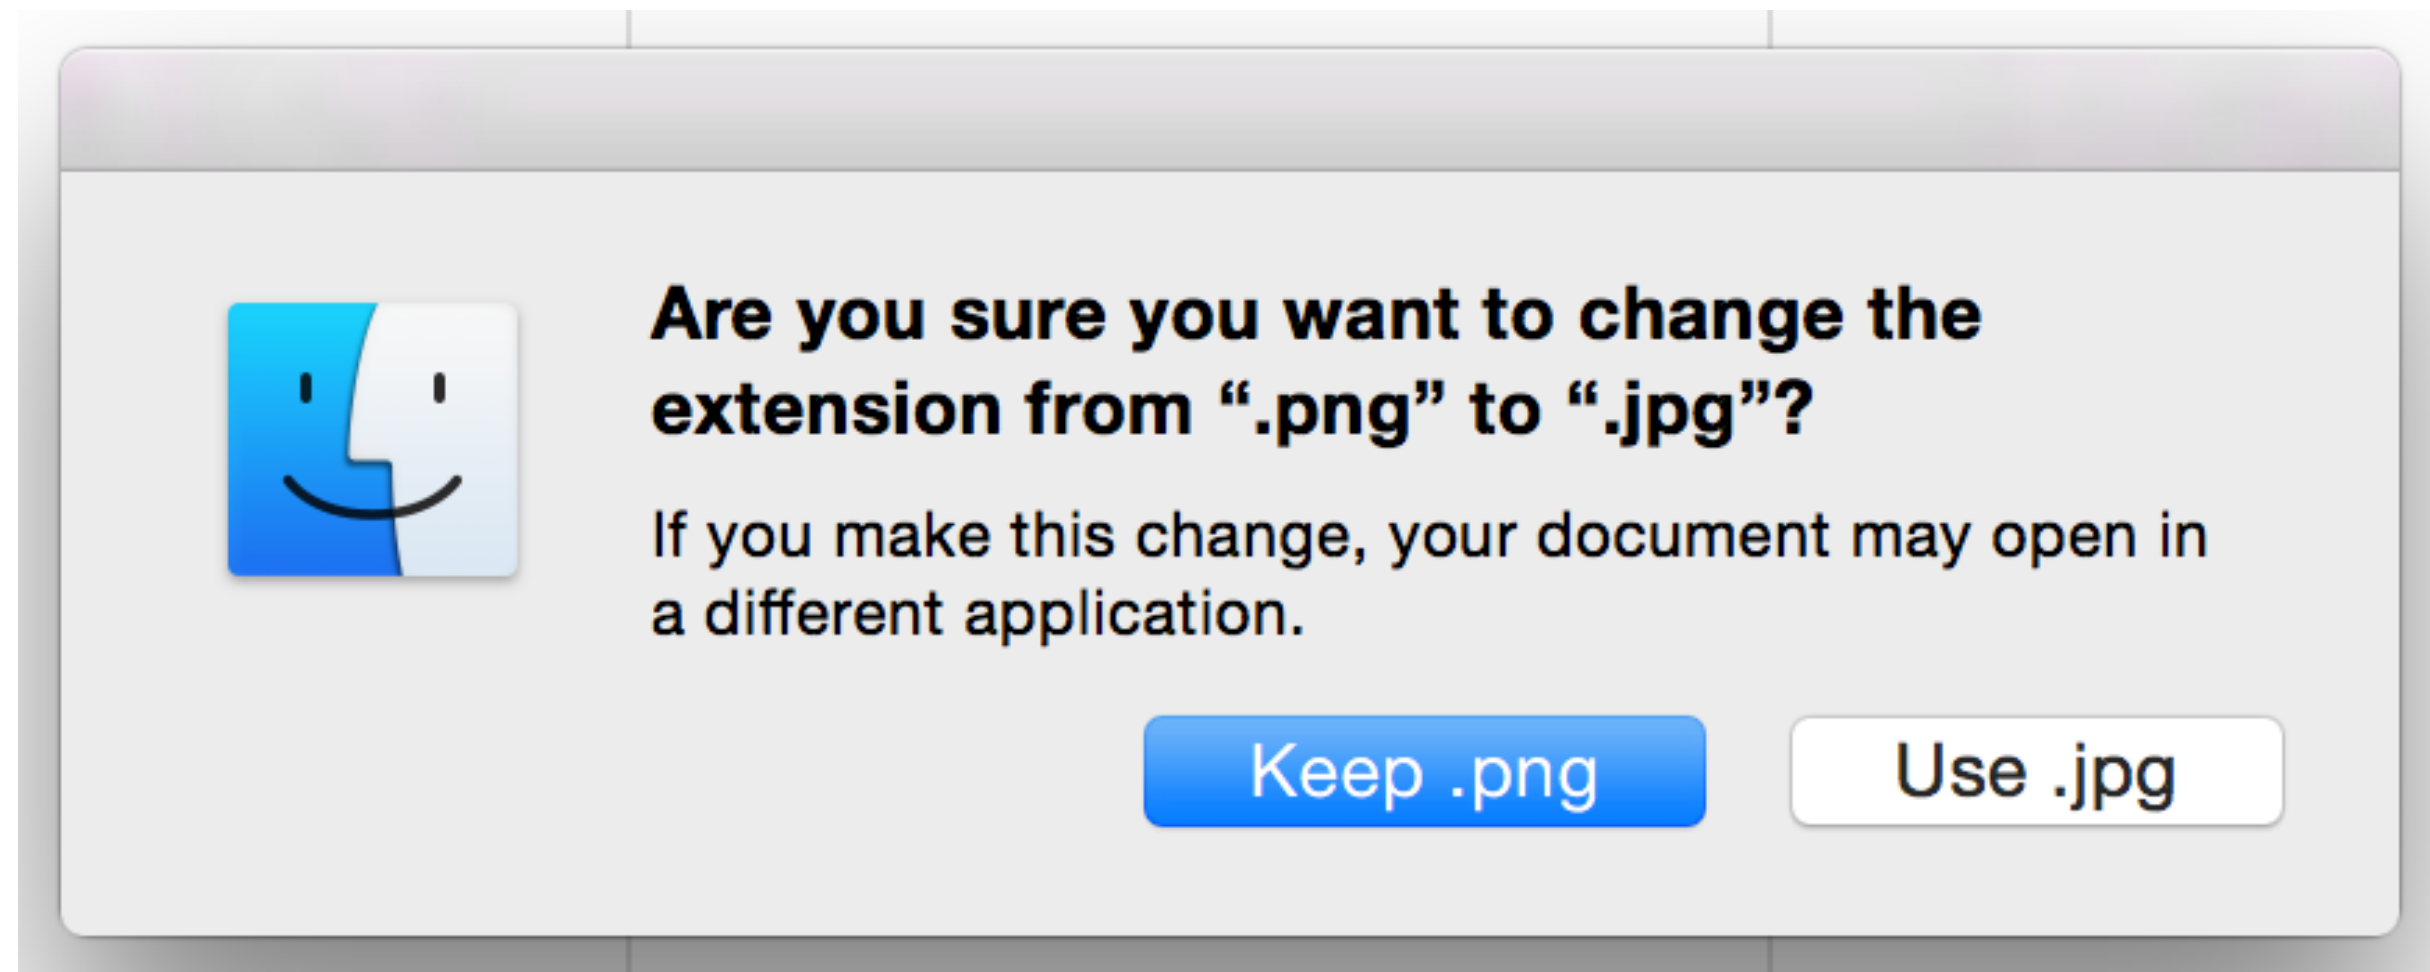 Are you sure you want to change the
extension from “.png” to “.jpg”?
If you make this change, your document may open in
a different application.
Keep .png
Use .jpg